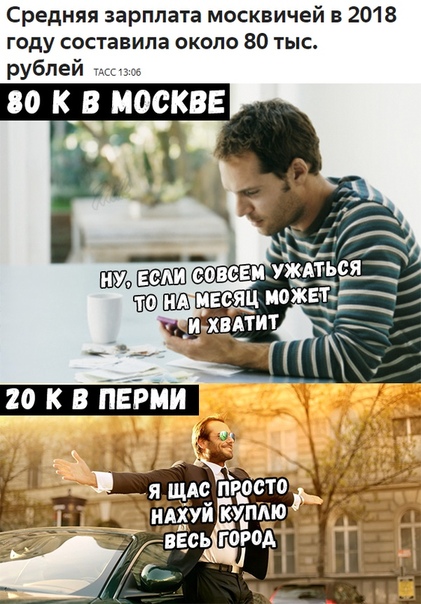 Средняя зарплата москвичей в 2018
году составила около 80 тыс.
рублей ТАСС 13:06
80 К В МОСКВЕ
НУ, ЕСЛИ СОВСЕМ УЖАТЬСЯ
ТО НА МЕСЯЦ МОЖЕТ
И ХВАТИТ
20 К В ПЕРМИ
Я ЩАС ПРОСТО
НАХУЙ КУПЛЮ
ВЕСЬ ГОРОД